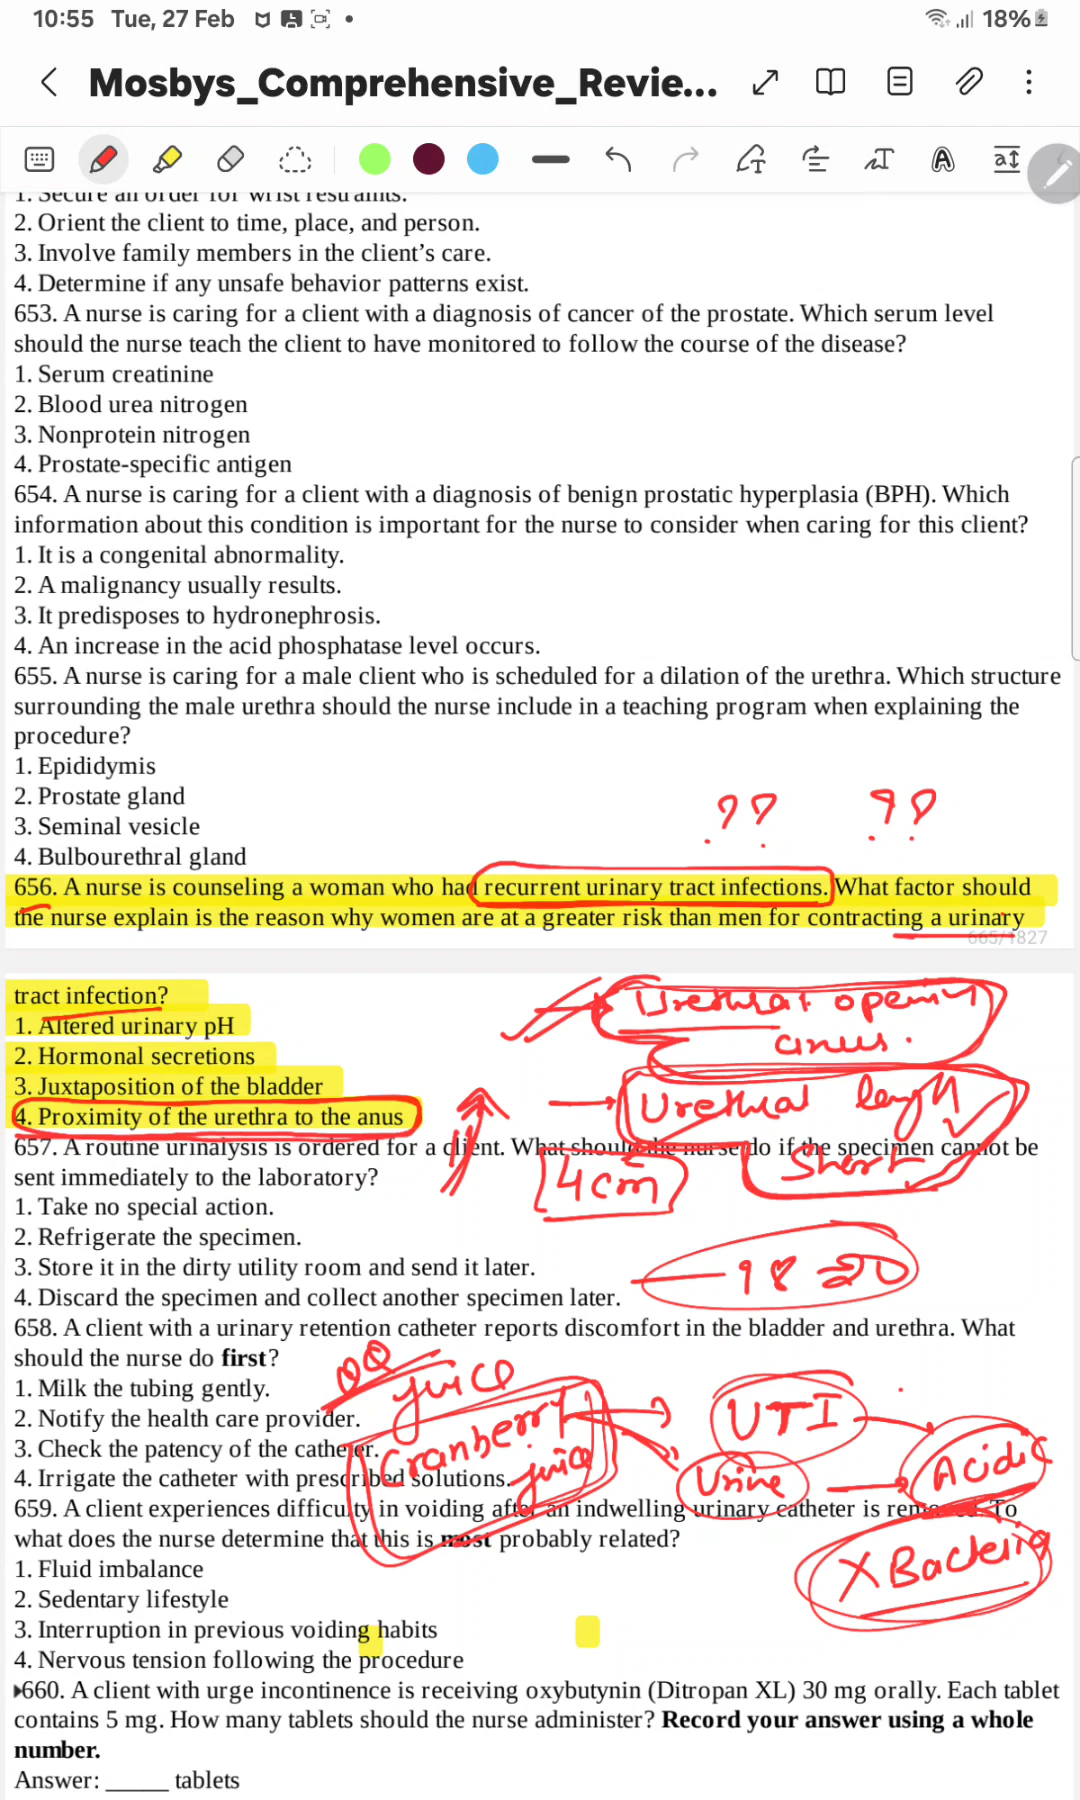 10:55 Tue, 27 Feb
18%
Mosbys_Comprehensive_Revie...
1. Secure an order for wrist restraints.
2. Orient the client to time, place, and person.
3. Involve family members in the client’s care.
4. Determine if any unsafe behavior patterns exist.
653. A nurse is caring for a client with a diagnosis of cancer of the prostate. Which serum level
should the nurse teach the client to have monitored to follow the course of the disease?
1. Serum creatinine
2. Blood urea nitrogen
3. Nonprotein nitrogen
4. Prostate-specific antigen
654. A nurse is caring for a client with a diagnosis of benign prostatic hyperplasia (BPH). Which
information about this condition is important for the nurse to consider when caring for this client?
1. It is a congenital abnormality.
2. A malignancy usually results.
3. It predisposes to hydronephrosis.
4. An increase in the acid phosphatase level occurs.
655. A nurse is caring for a male client who is scheduled for a dilation of the urethra. Which structure
surrounding the male urethra should the nurse include in a teaching program when explaining the
procedure?
1. Epididymis
2. Prostate gland
3. Seminal vesicle
4. Bulbourethral gland
?? ??
656. A nurse is counseling a woman who had recurrent urinary tract infections. What factor should
the nurse explain is the reason why women are at a greater risk than men for contracting a urinary
665/1827
tract infection?
1. Altered urinary pH
2. Hormonal secretions
3. Juxtaposition of the bladder
4. Proximity of the urethra to the anus
Urethral opening
anus.
Urethral length
Short
4cm
18 20
657. A routine urinalysis is ordered for a client. What should the nurse do if the specimen cannot be
sent immediately to the laboratory?
1. Take no special action.
2. Refrigerate the specimen.
3. Store it in the dirty utility room and send it later.
4. Discard the specimen and collect another specimen later.
658. A client with a urinary retention catheter reports discomfort in the bladder and urethra. What
should the nurse do first?
1. Milk the tubing gently.
2. Notify the health care provider.
3. Check the patency of the catheter.
4. Irrigate the catheter with prescribed solutions.
juice
Cranberry
juice
UTI
Urine
Acidic
X Bacteria
659. A client experiences difficulty in voiding after an indwelling urinary catheter is removed. To
what does the nurse determine that this is most probably related?
1. Fluid imbalance
2. Sedentary lifestyle
3. Interruption in previous voiding habits
4. Nervous tension following the procedure
660. A client with urge incontinence is receiving oxybutynin (Ditropan XL) 30 mg orally. Each tablet
contains 5 mg. How many tablets should the nurse administer? Record your answer using a whole
number.
Answer: _____ tablets